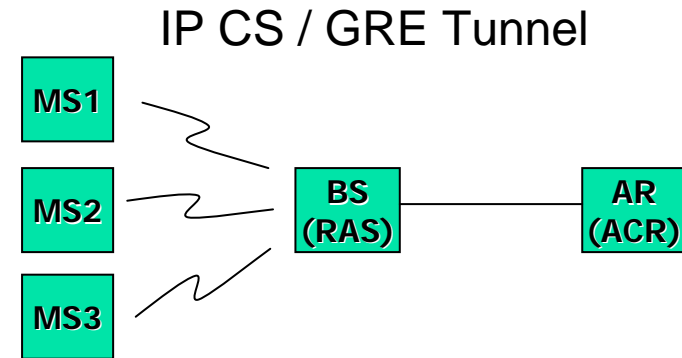 IP CS / GRE Tunnel
MS1
MS2
MS3
BS
(RAS)
AR
(ACR)